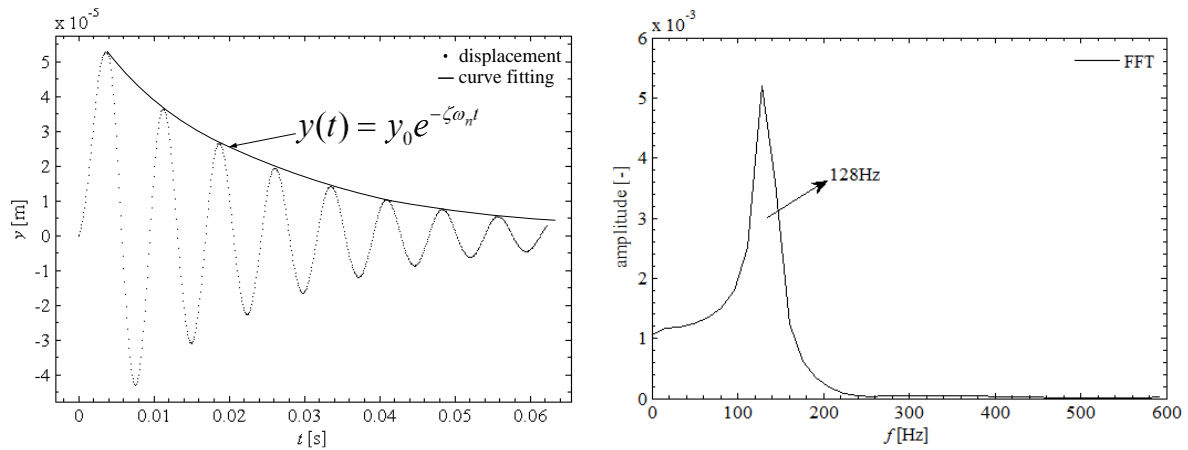 x 10⁻⁵
• displacement
— curve fitting
y(t) = y₀e^{-ζωₙt}
5
4
3
2
1
0
-1
-2
-3
-4
y [m]
0 0.01 0.02 0.03 0.04 0.05 0.06
t [s]
x 10⁻³
— FFT
128Hz
6
5
4
3
2
1
0
amplitude [-]
0 100 200 300 400 500 600
f [Hz]